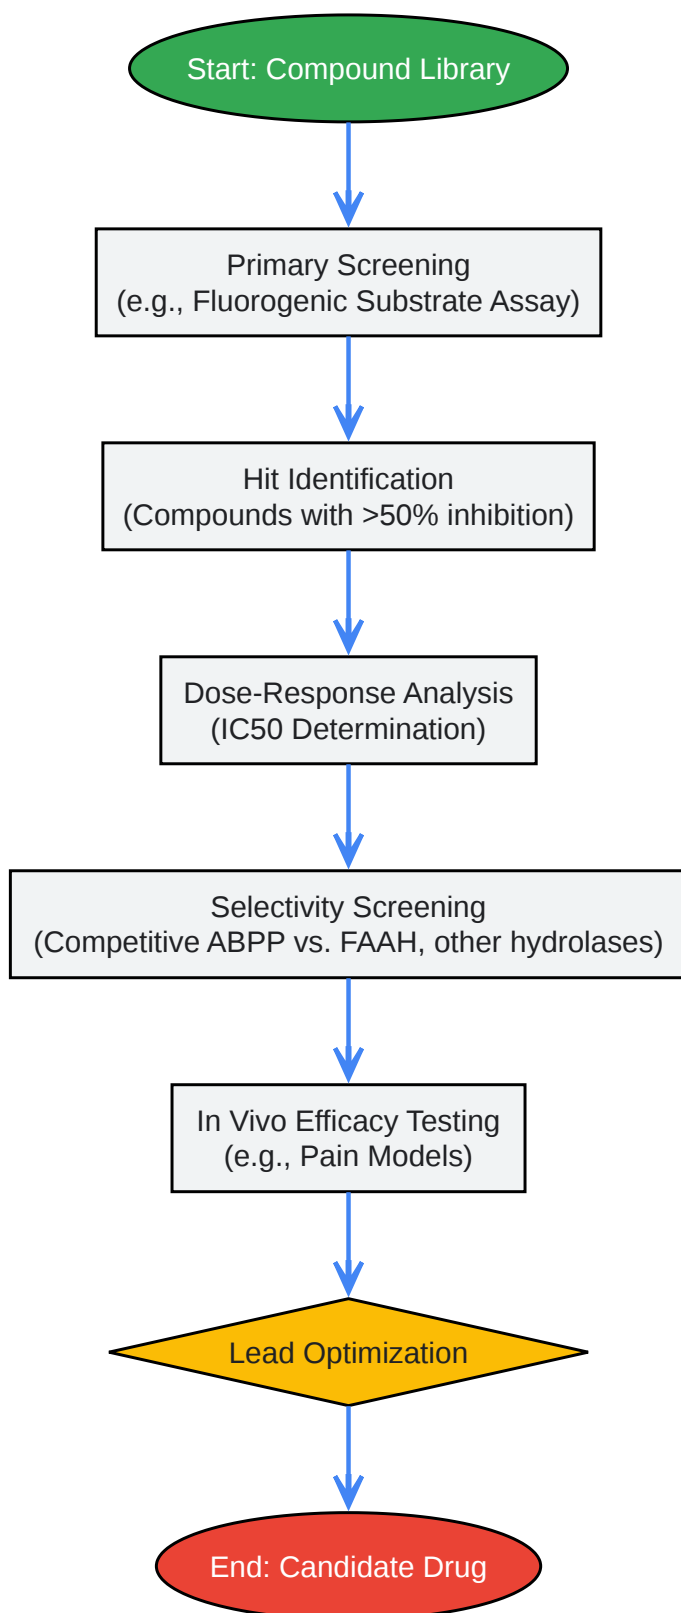 Start: Compound Library
Primary Screening
(e.g., Fluorogenic Substrate Assay)
Hit Identification
(Compounds with >50% inhibition)
Dose-Response Analysis
(IC50 Determination)
Selectivity Screening
(Competitive ABPP vs. FAAH, other hydrolases)
In Vivo Efficacy Testing
(e.g., Pain Models)
Lead Optimization
End: Candidate Drug